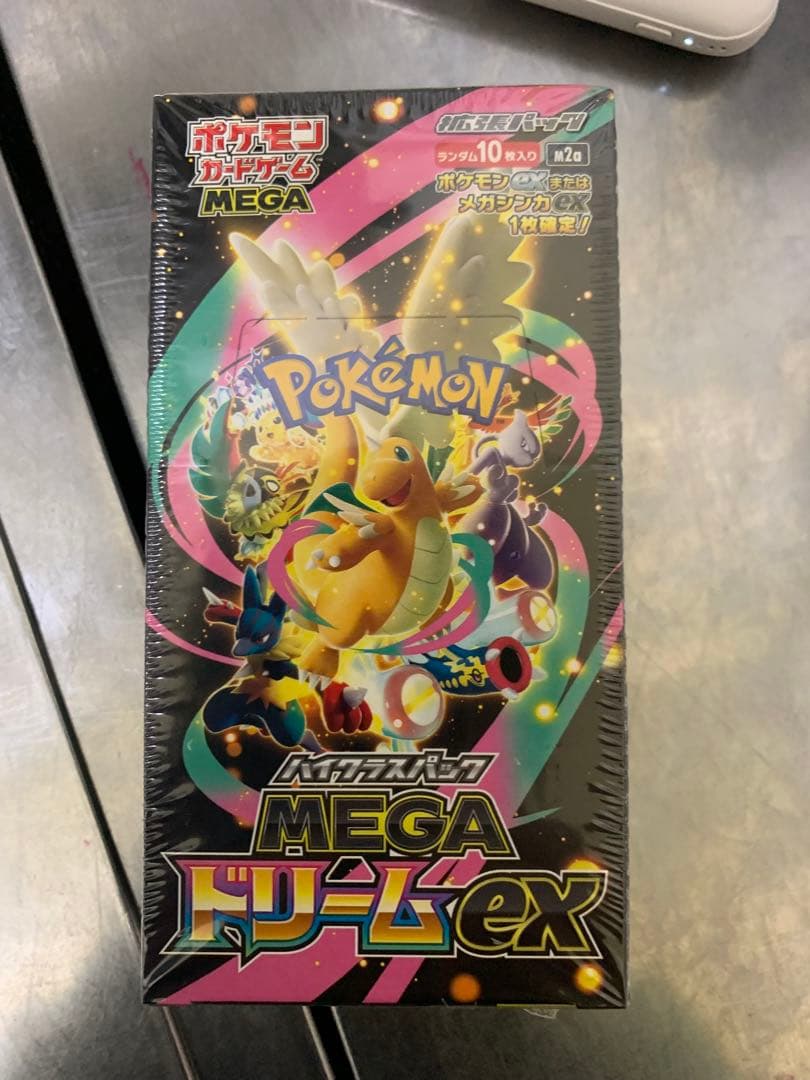 ポケモン
カードゲーム
MEGA
拡張パック
ランダム10枚入り M2a
ポケモンexまたは
メガシンカex
1枚確定!
POKéMON
TM
ハイクラスパック
MEGA
ドリームex